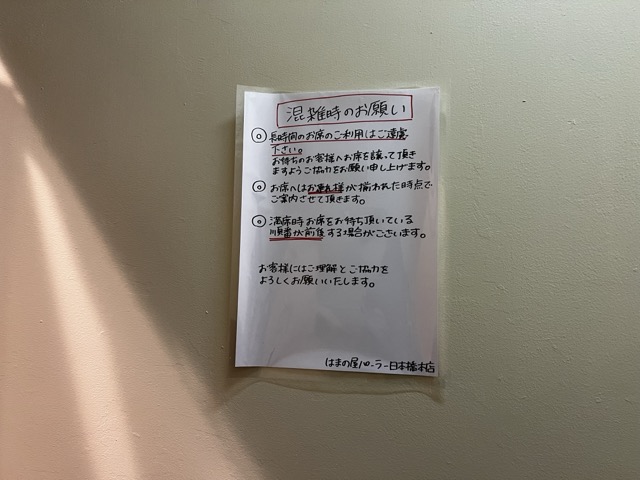 混雑時のお願い
◎ 長時間のお席のご利用はご遠慮
下さい。
お待ちのお客様へお席を譲って頂き
ますようご協力をお願い申し上げます。
◎ お席へはお連れ様が揃われた時点で
ご案内させて頂きます。
◎ 満席時お席をお待ち頂いている
順番が前後する場合がございます。
お客様にはご理解とご協力を
よろしくお願いいたします。
はまの屋パーラー日本橋本店